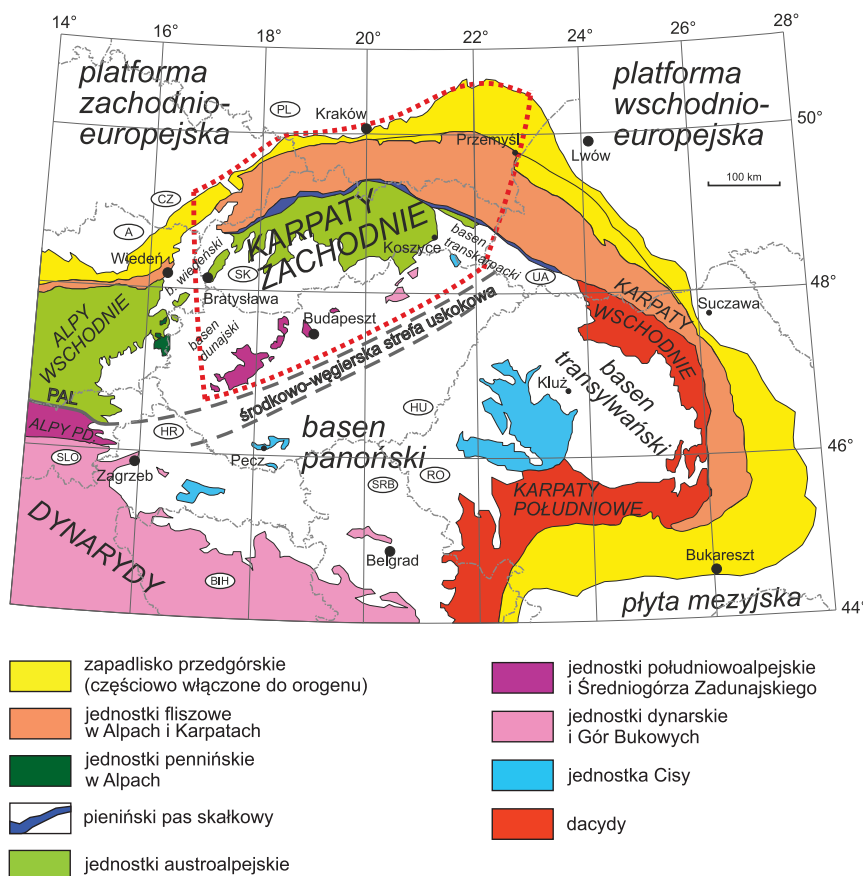 14°
16°
18°
20°
22°
24°
26°
28°
platforma
zachodnio-
europejska
platforma
wschodnio-
europejska
PL
Kraków
50°
Przemyśl
Lwów
100 km
CZ
A
Wiedeń
b. wiedeński
KARPATY
ZACHODNIE
Koszyce
basen
transkarpacki
SK
UA
48°
Bratysława
ALPY
WSCHODNIE
basen
dunajski
Budapeszt
KARPATY
WSCHODNIE
Suczawa
środkowo-węgierska strefa uskokowa
basen
transylwański
Kluż
PAL
ALPY PD.
HR
HU
basen
panoński
SLO
Zagrzeb
Pecz
SRB
RO
46°
KARPATY
POŁUDNIOWE
DYNARYDY
Belgrad
BIH
Bukareszt
płyta mezyjska
44°
zapadlisko przedgórskie
(częściowo włączone do orogenu)
jednostki fliszowe
w Alpach i Karpatach
jednostki pennińskie
w Alpach
pieniński pas skałkowy
jednostki austroalpejskie
jednostki południowoalpejskie
i Średniogórza Zadunajskiego
jednostki dynarskie
i Gór Bukowych
jednostka Cisy
dacydy